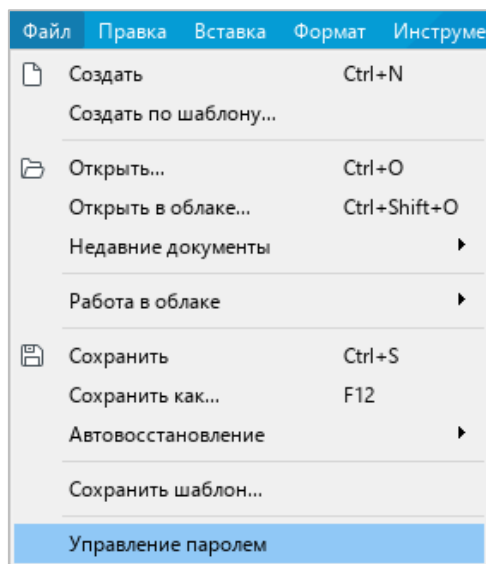 Файл Правка Вставка Формат Инструме
Создать Ctrl+N
Создать по шаблону...
Открыть... Ctrl+O
Открыть в облаке... Ctrl+Shift+O
Недавние документы
Работа в облаке
Сохранить Ctrl+S
Сохранить как... F12
Автовосстановление
Сохранить шаблон...
Управление паролем